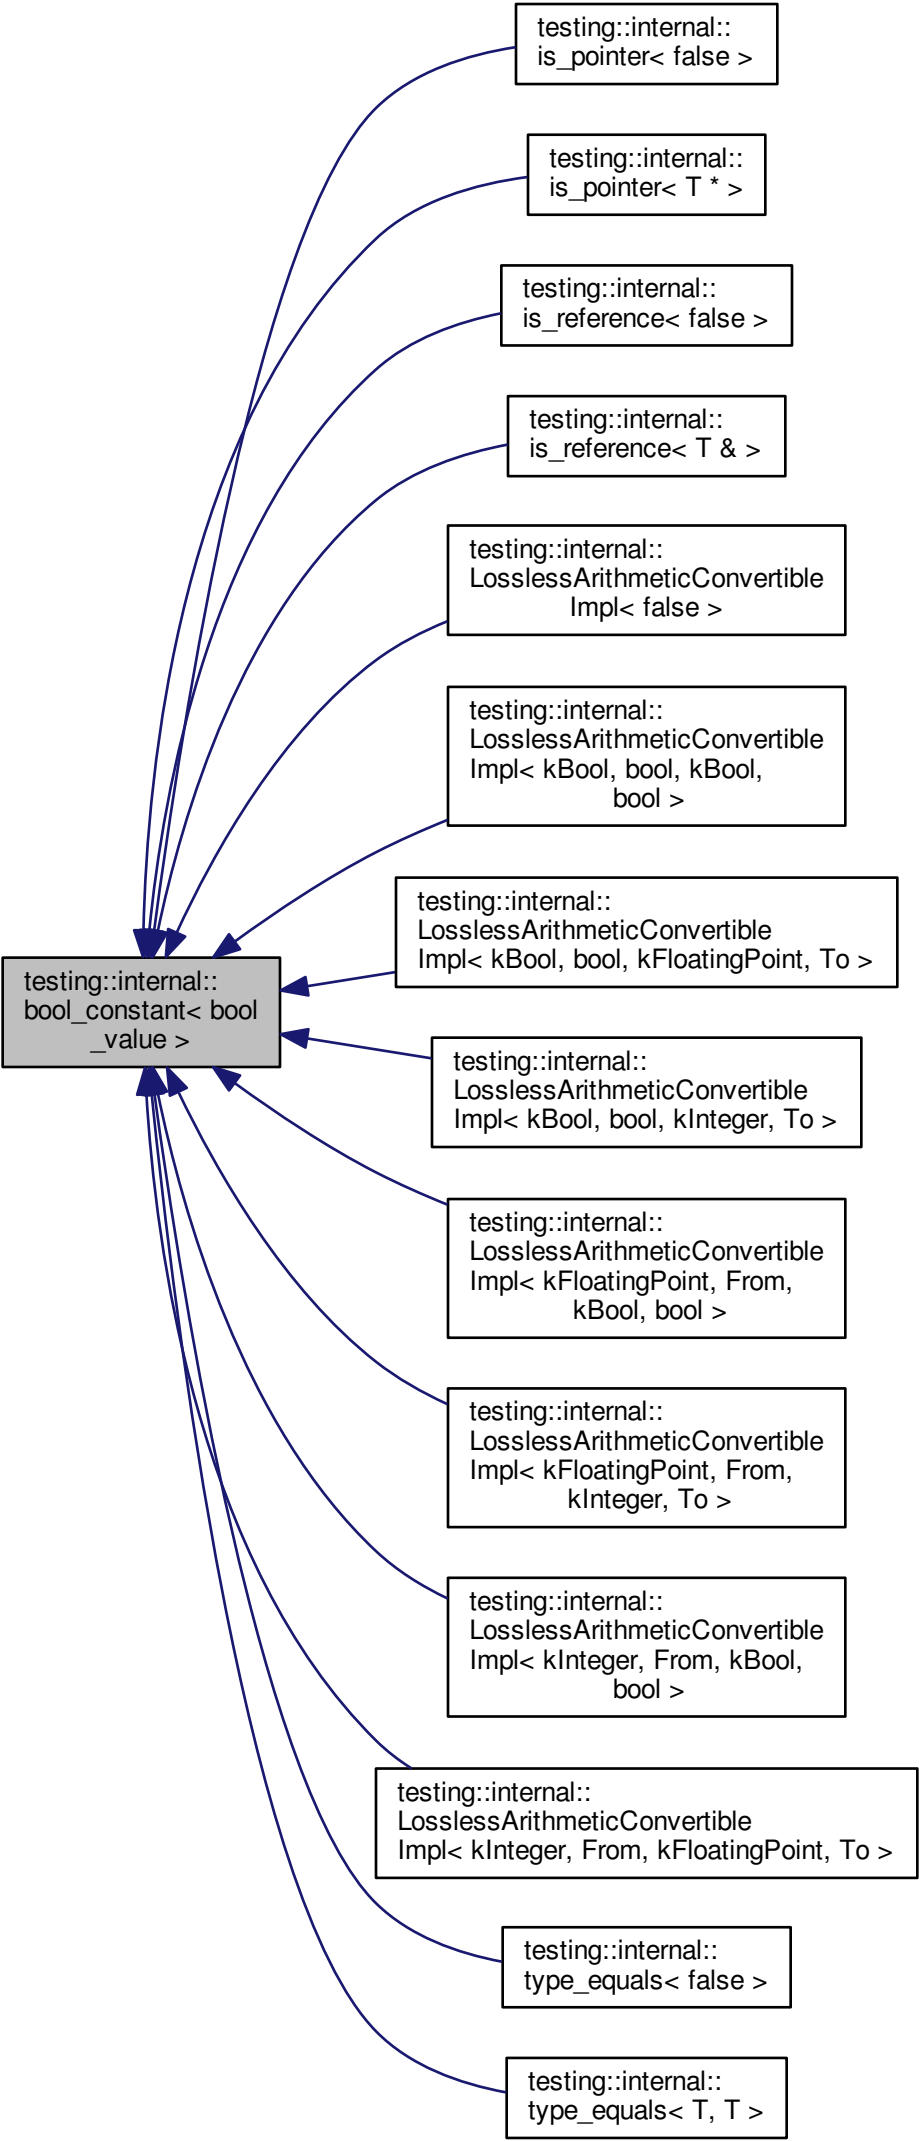 testing::internal::
is_pointer< false >
testing::internal::
is_pointer< T * >
testing::internal::
is_reference< false >
testing::internal::
is_reference< T & >
testing::internal::
LosslessArithmeticConvertible
Impl< false >
testing::internal::
LosslessArithmeticConvertible
Impl< kBool, bool, kBool,
bool >
testing::internal::
LosslessArithmeticConvertible
Impl< kBool, bool, kFloatingPoint, To >
testing::internal::
bool_constant< bool
_value >
testing::internal::
LosslessArithmeticConvertible
Impl< kBool, bool, kInteger, To >
testing::internal::
LosslessArithmeticConvertible
Impl< kFloatingPoint, From,
kBool, bool >
testing::internal::
LosslessArithmeticConvertible
Impl< kFloatingPoint, From,
kInteger, To >
testing::internal::
LosslessArithmeticConvertible
Impl< kInteger, From, kBool,
bool >
testing::internal::
LosslessArithmeticConvertible
Impl< kInteger, From, kFloatingPoint, To >
testing::internal::
type_equals< false >
testing::internal::
type_equals< T, T >